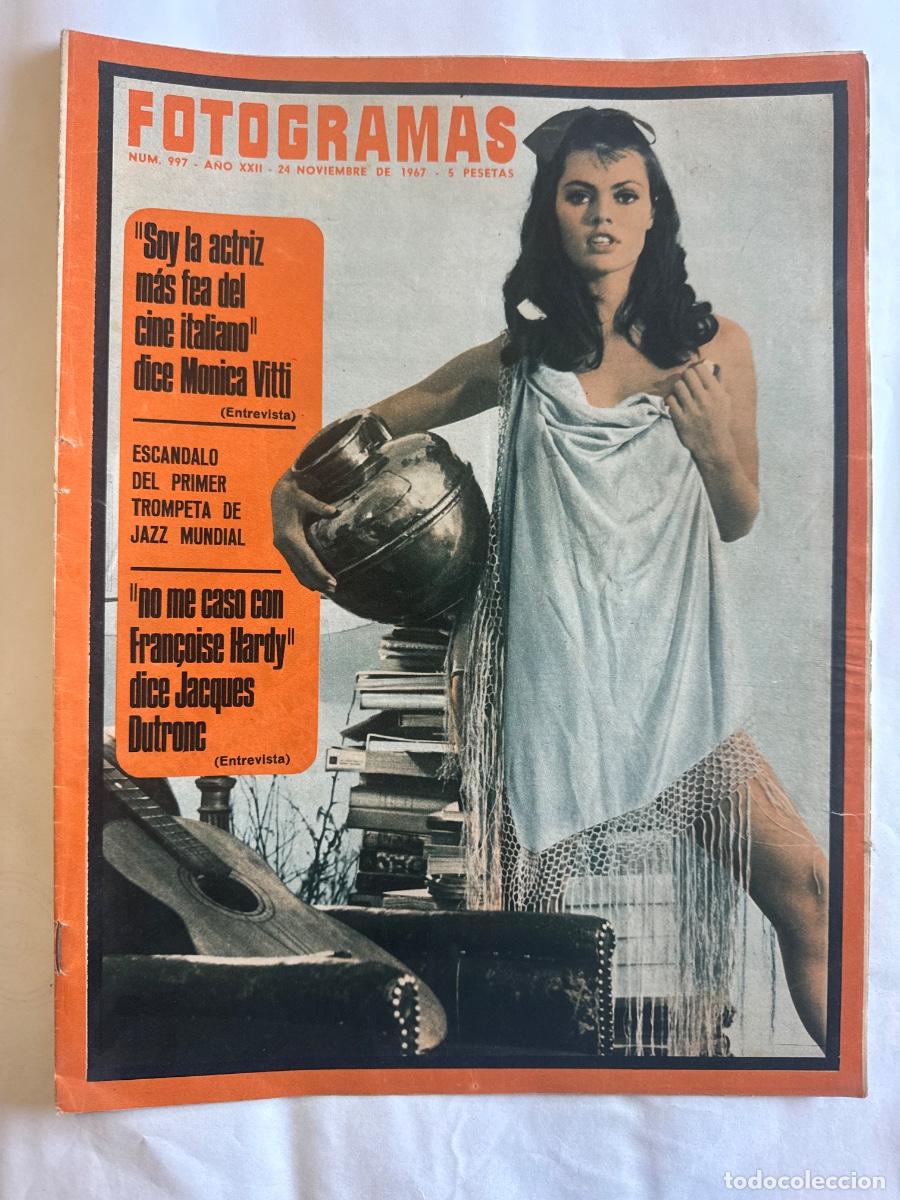 FOTOGRAMAS
NUM. 997 - AÑO XXII - 24 NOVIEMBRE DE 1967 - 5 PESETAS
"Soy la actriz
más fea del
cine italiano"
dice Monica Vitti
(Entrevista)
ESCANDALO
DEL PRIMER
TROMPETA DE
JAZZ MUNDIAL
"no me caso con
Françoise Hardy"
dice Jacques
Dutronc
(Entrevista)
todocoleccion